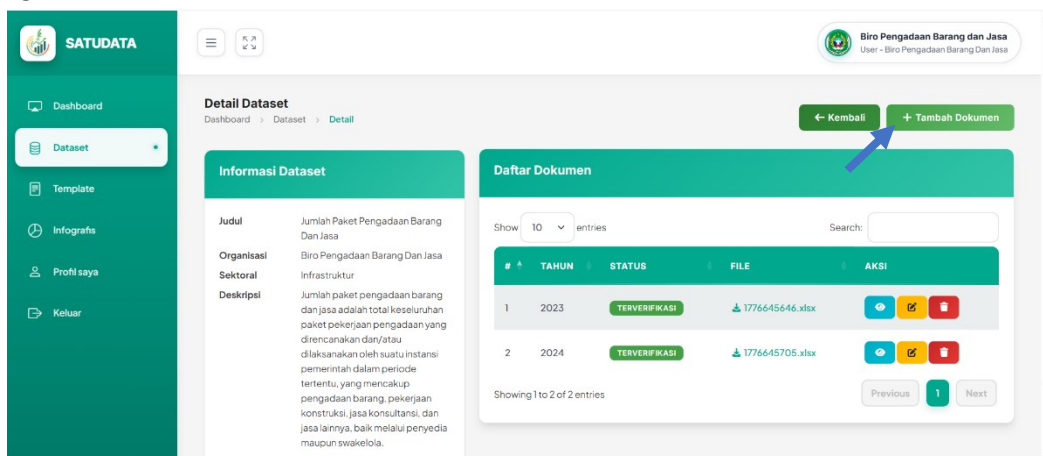 SATUDATA
Biro Pengadaan Barang dan Jasa
User - Biro Pengadaan Barang Dan Jasa
Dashboard
Dataset
Template
Infografis
Profil saya
Keluar
Detail Dataset
Dashboard > Dataset > Detail
← Kembali
+ Tambah Dokumen
Informasi Dataset
Judul Jumlah Paket Pengadaan Barang
Dan Jasa
Organisasi Biro Pengadaan Barang Dan Jasa
Sektoral Infrastruktur
Deskripsi Jumlah paket pengadaan barang
dan jasa adalah total keseluruhan
paket pekerjaan pengadaan yang
direncanakan dan/atau
dilaksanakan oleh suatu instansi
pemerintah dalam periode
tertentu, yang mencakup
pengadaan barang, pekerjaan
konstruksi, jasa konsultansi, dan
jasa lainnya, baik melalui penyedia
maupun swakelola.
Daftar Dokumen
Show 10 entries
Search:
# TAHUN STATUS FILE AKSI
1 2023 TERVERIFIKASI 1776645646.xlsx
2 2024 TERVERIFIKASI 1776645705.xlsx
Showing 1 to 2 of 2 entries
Previous 1 Next